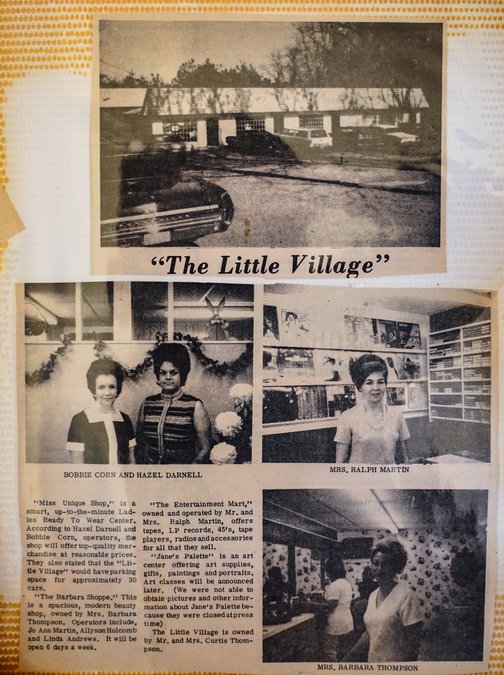 "The Little Village"
BOBBIE CORN AND HAZEL DARNELL
MRS. RALPH MARTIN
"Miss Unique Shop," is a
smart, up-to-the-minute Lad-
ies Ready To Wear Center.
According to Hazel Darnell and
Bobbie Corn, operators, the
shop will offer top-quality mer-
chandise at reasonable prices.
They also stated that the "Lit-
tle Village" would have parking
space for approximately 30
cars.
"The Barbara Shoppe," This
is a spacious, modern beauty
shop, owned by Mrs. Barbara
Thompson. Operators include,
Jo Ann Martin, Allyson Holcomb
and Linda Andrews. It will be
open 6 days a week.
"The Entertainment Mart,"
owned and operated by Mr. and
Mrs. Ralph Martin, offers
tapes, LP records, 45's, tape
players, radios and accessories
for all that they sell.
"Jane's Palette" is an art
center offering art supplies,
gifts, paintings and portraits.
Art classes will be announced
later. (We were not able to
obtain pictures and other infor-
mation about Jane's Palette be-
cause they were closed at press
time)
The Little Village is owned
by Mr. and Mrs. Curtis Thom-
pson.
MRS. BARBARA THOMPSON